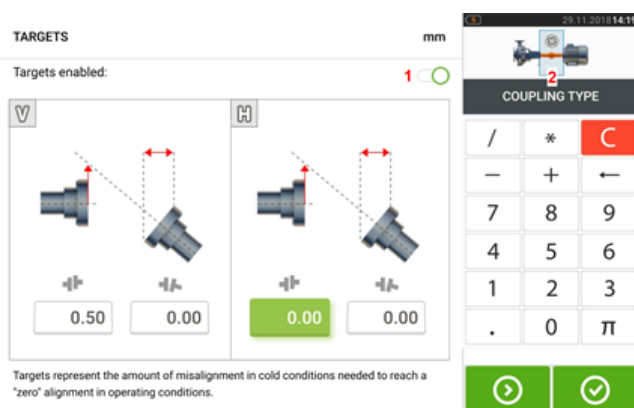 TARGETS
mm
29.11.2018 14:19
Targets enabled:
1
2
COUPLING TYPE
V
H
/ * C
− + ←
7 8 9
4 5 6
1 2 3
. 0 π
0.50
0.00
0.00
0.00
Targets represent the amount of misalignment in cold conditions needed to reach a
"zero" alignment in operating conditions.